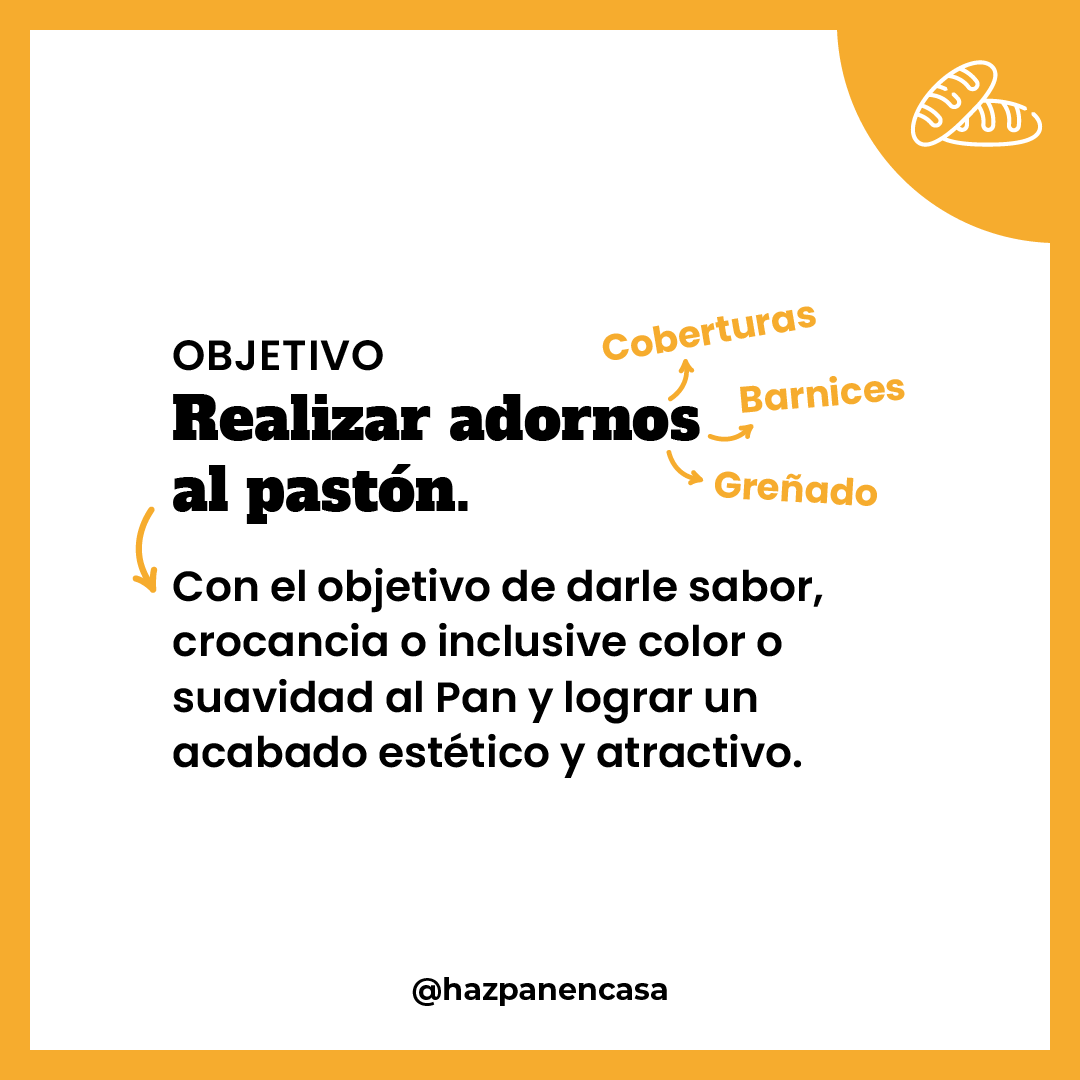 OBJETIVO
Realizar adornos
al pastón.
Coberturas
Barnices
Greñado
Con el objetivo de darle sabor,
crocancia o inclusive color o
suavidad al Pan y lograr un
acabado estético y atractivo.
@hazpanencasa